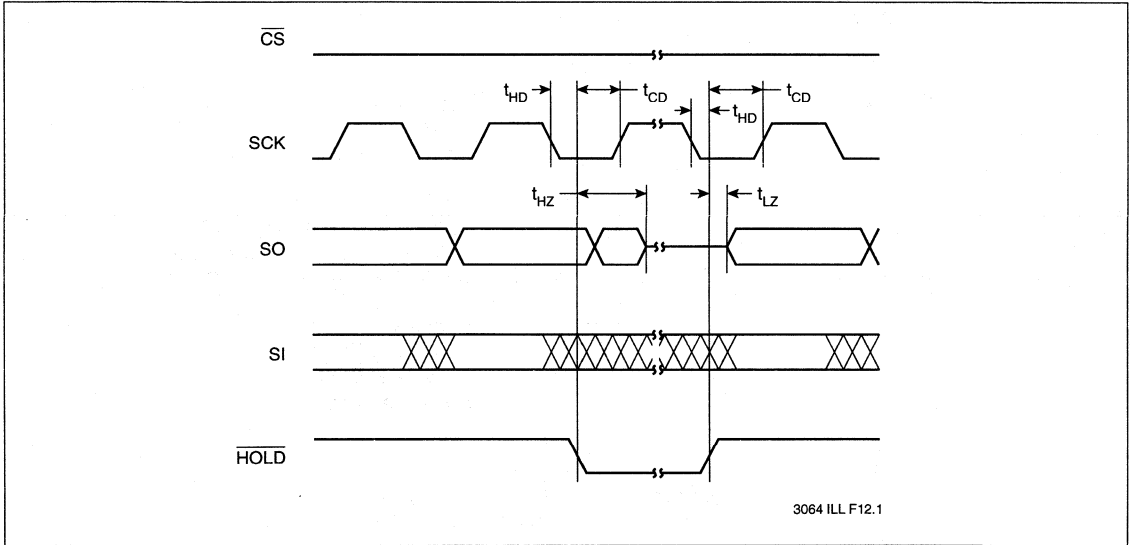 CS
tHD
tCD
tCD
tHD
SCK
tHZ
tLZ
SO
SI
HOLD
3064 ILL F12.1